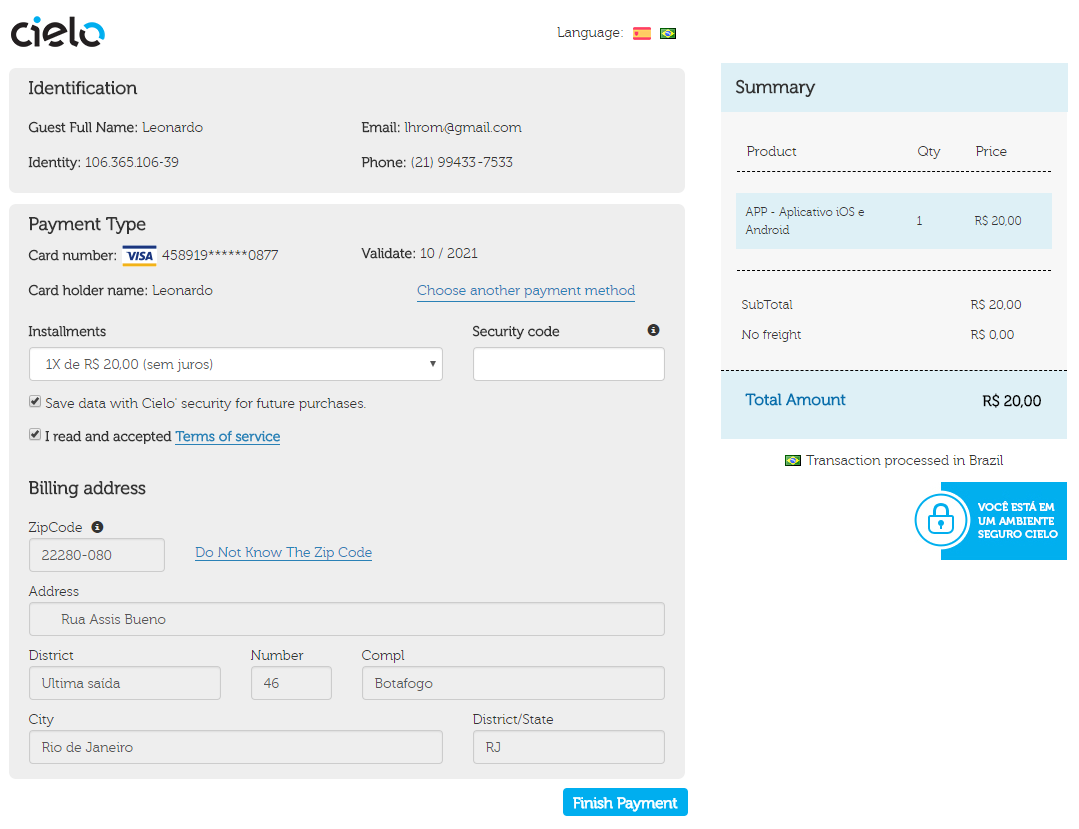 cielo
Language:
Identification
Guest Full Name: Leonardo
Email: lhrom@gmail.com
Identity: 106.365.106-39
Phone: (21) 99433-7533
Payment Type
Card number: VISA 458919******0877
Validate: 10 / 2021
Card holder name: Leonardo
Choose another payment method
Installments
Security code
1X de R$ 20,00 (sem juros)
Save data with Cielo' security for future purchases.
I read and accepted Terms of service
Billing address
ZipCode
22280-080
Do Not Know The Zip Code
Address
Rua Assis Bueno
District
Number
Compl
Ultima saída
46
Botafogo
City
District/State
Rio de Janeiro
RJ
Finish Payment
Summary
Product Qty Price
APP - Aplicativo iOS e
Android
1
R$ 20,00
SubTotal R$ 20,00
No freight R$ 0,00
Total Amount R$ 20,00
Transaction processed in Brazil
VOCÊ ESTÁ EM
UM AMBIENTE
SEGURO CIELO